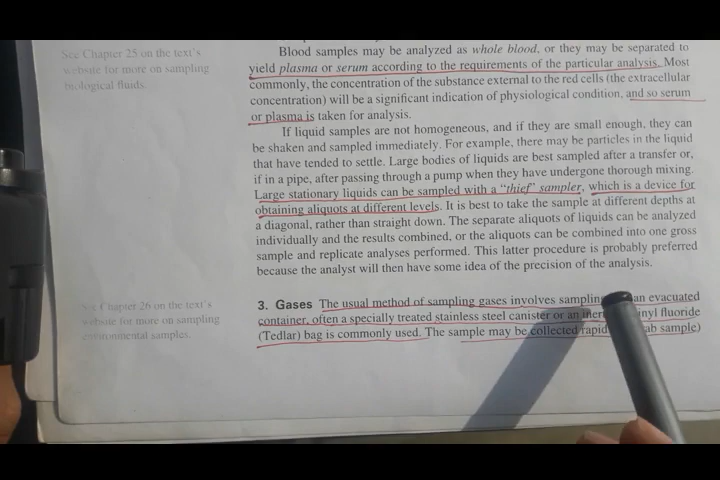 See Chapter 25 on the text's
website for more on sampling
biological fluids.
Blood samples may be analyzed as whole blood, or they may be separated to
yield plasma or serum according to the requirements of the particular analysis. Most
commonly, the concentration of the substance external to the red cells (the extracellular
concentration) will be a significant indication of physiological condition, and so serum
or plasma is taken for analysis.
If liquid samples are not homogeneous, and if they are small enough, they can
be shaken and sampled immediately. For example, there may be particles in the liquid
that have tended to settle. Large bodies of liquids are best sampled after a transfer or,
if in a pipe, after passing through a pump when they have undergone thorough mixing.
Large stationary liquids can be sampled with a "thief" sampler, which is a device for
obtaining aliquots at different levels. It is best to take the sample at different depths at
a diagonal, rather than straight down. The separate aliquots of liquids can be analyzed
individually and the results combined, or the aliquots can be combined into one gross
sample and replicate analyses performed. This latter procedure is probably preferred
because the analyst will then have some idea of the precision of the analysis.
See Chapter 26 on the text's
website for more on sampling
environmental samples.
3. Gases The usual method of sampling gases involves sampling an evacuated
container, often a specially treated stainless steel canister or an inert vinyl fluoride
(Tedlar) bag is commonly used. The sample may be collected sample)